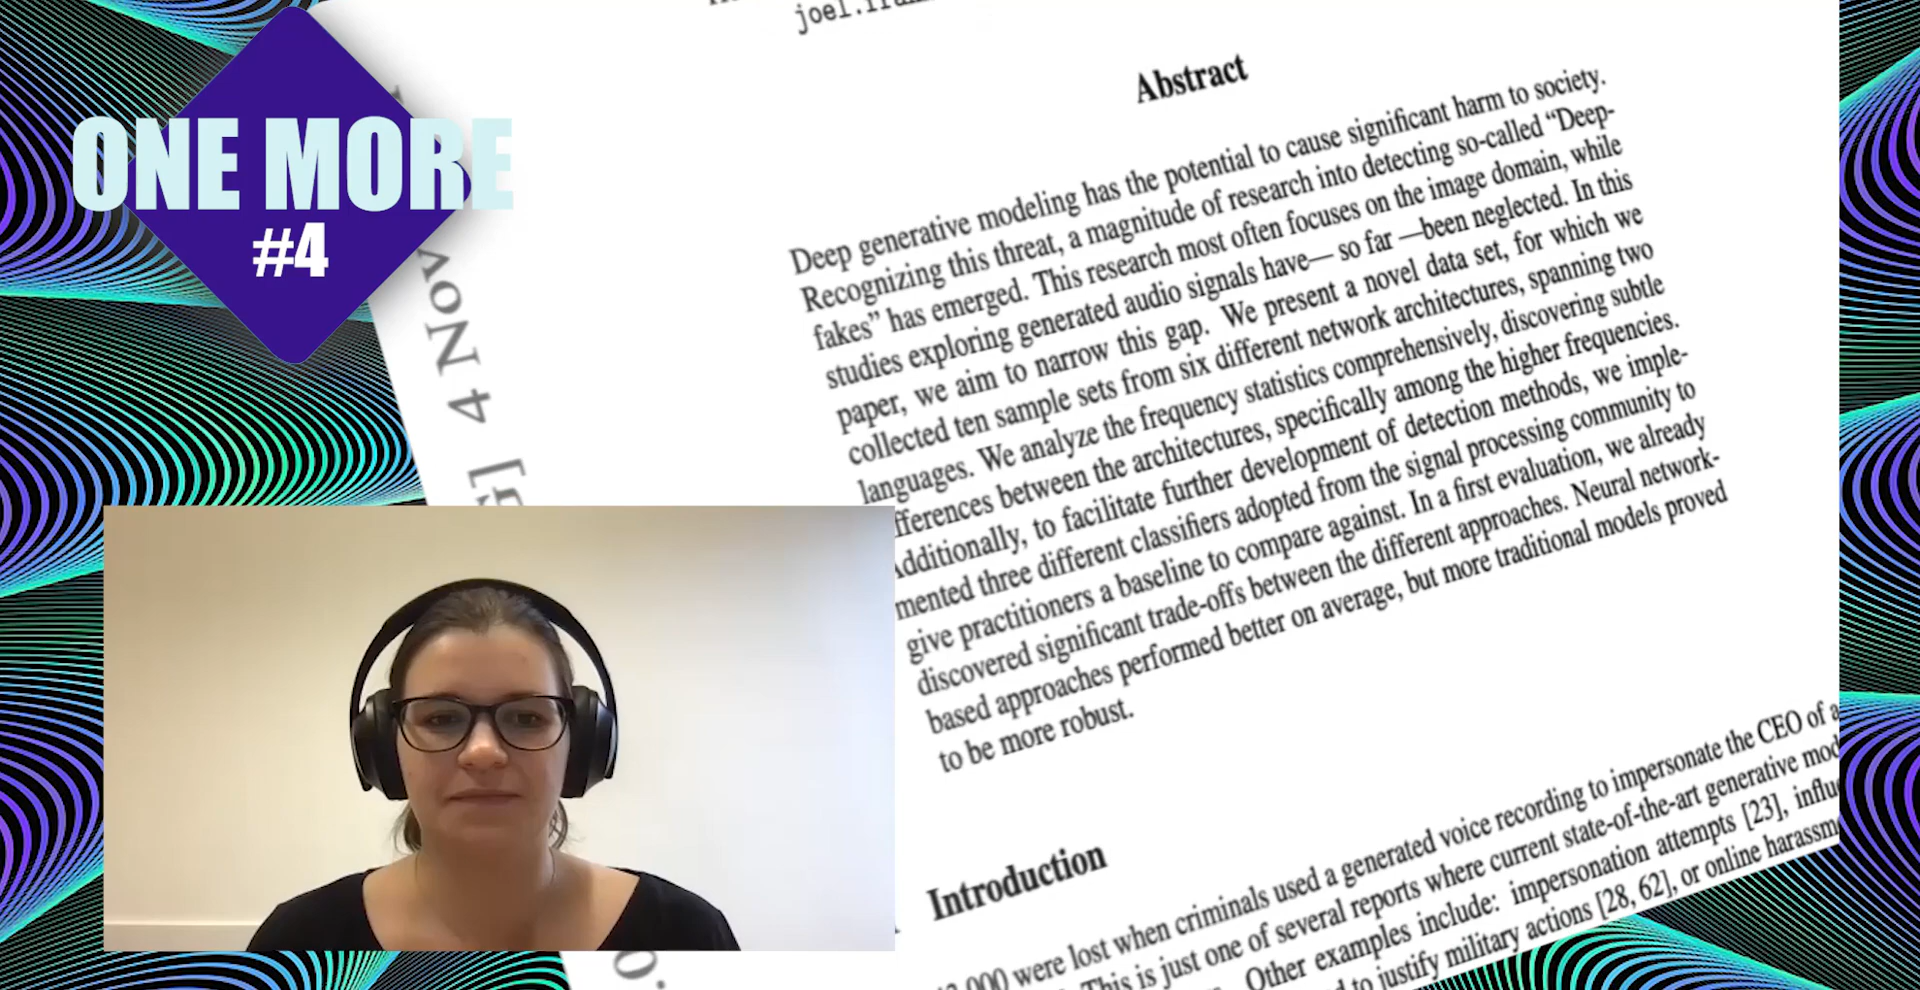 ONE MORE
#4
4 Nov
Abstract
Deep generative modeling has the potential to cause significant harm to society.
Recognizing this threat, a magnitude of research into detecting so-called “Deep-
fakes” has emerged. This research most often focuses on the image domain, while
studies exploring generated audio signals have— so far —been neglected. In this
paper, we aim to narrow this gap. We present a novel data set, for which we
collected ten sample sets from six different network architectures, spanning two
languages. We analyze the frequency statistics comprehensively, discovering subtle
fferences between the architectures, specifically among the higher frequencies.
dditionally, to facilitate further development of detection methods, we imple-
mented three different classifiers adopted from the signal processing community to
give practitioners a baseline to compare against. In a first evaluation, we already
discovered significant trade-offs between the different approaches. Neural network-
based approaches performed better on average, but more traditional models proved
to be more robust.
Introduction
000 were lost when criminals used a generated voice recording to impersonate the CEO of a
This is just one of several reports where current state-of-the-art generative mod
Other examples include: impersonation attempts [23], influ
to justify military actions [28, 62], or online harassm